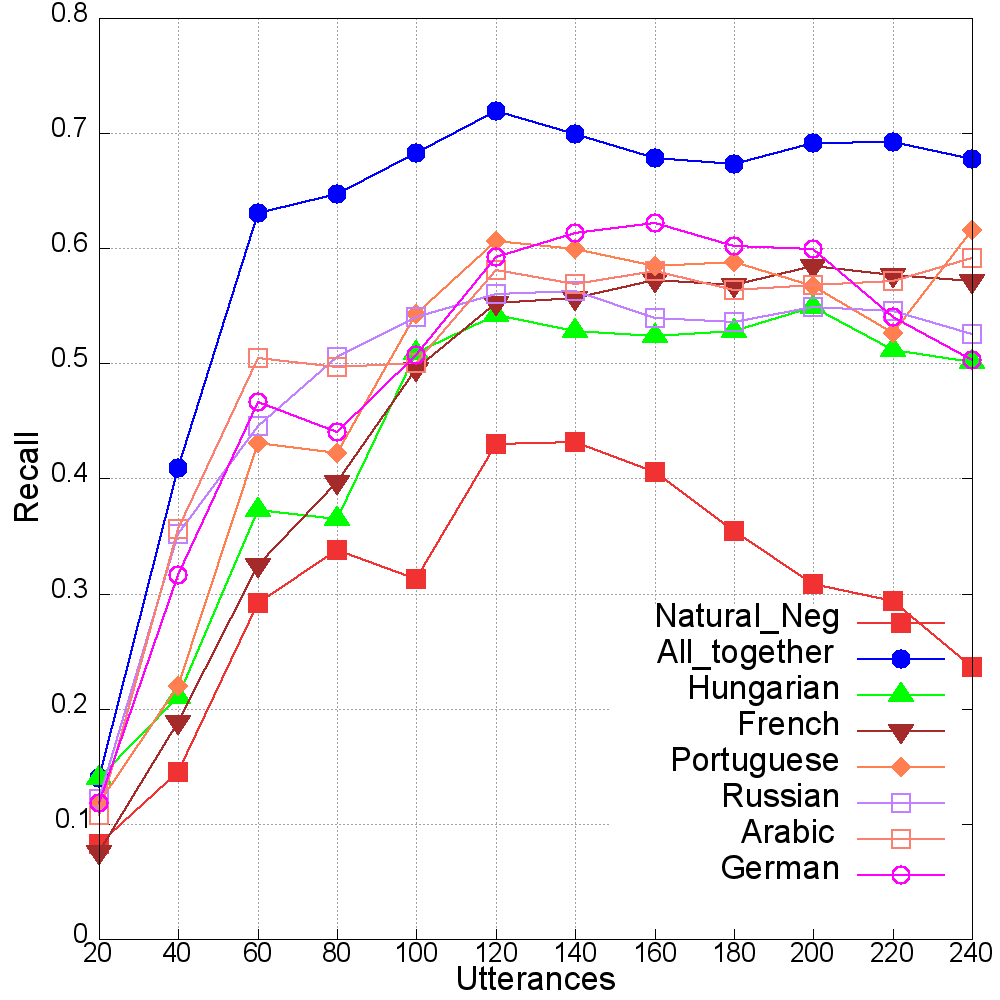 0.8
0.7
0.6
0.5
0.4
0.3
0.2
0.1
0
Recall
Natural_Neg
All_together
Hungarian
French
Portuguese
Russian
Arabic
German
20 40 60 80 100 120 140 160 180 200 220 240
Utterances